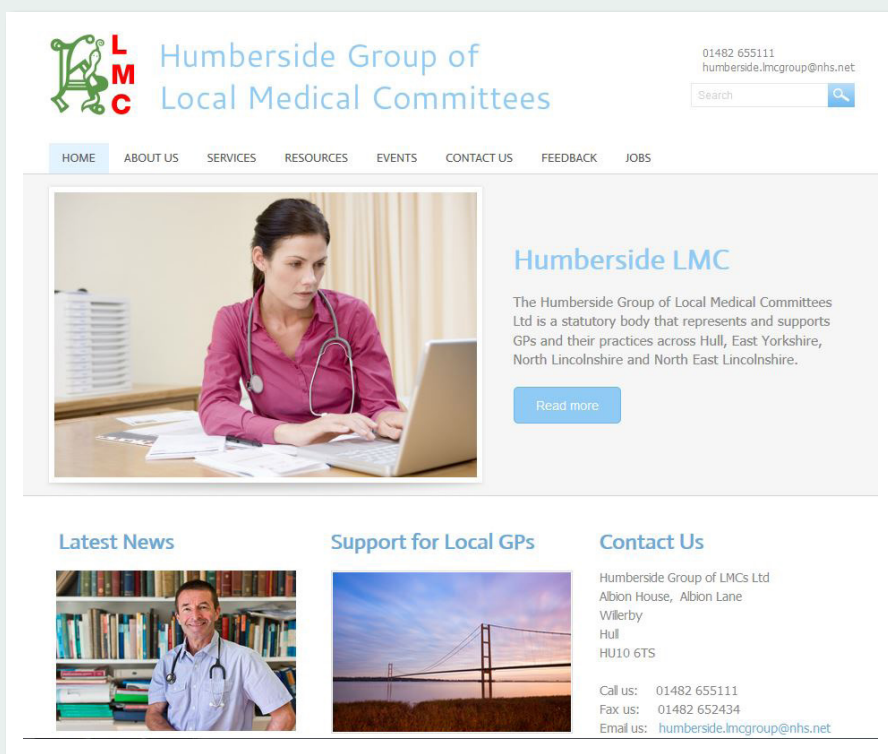 L
M
C
Humberside Group of
Local Medical Committees
01482 655111
humberside.lmcgroup@nhs.net
Search
HOME ABOUT US SERVICES RESOURCES EVENTS CONTACT US FEEDBACK JOBS
Humberside LMC
The Humberside Group of Local Medical Committees
Ltd is a statutory body that represents and supports
GPs and their practices across Hull, East Yorkshire,
North Lincolnshire and North East Lincolnshire.
Read more
Latest News
Support for Local GPs
Contact Us
Humberside Group of LMCs Ltd
Albion House, Albion Lane
Willerby
Hull
HU10 6TS
Call us: 01482 655111
Fax us: 01482 652434
Email us: humberside.lmcgroup@nhs.net